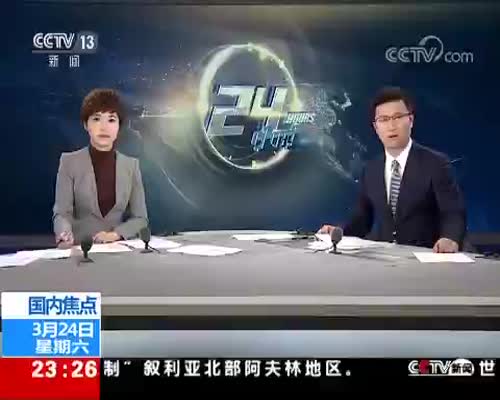 CCTV 13
新闻
CCTV.com
24
HOURS
小时
国内焦点
3月24日
星期六
23:26
制”叙利亚北部阿夫林地区。
CCTV新闻
世